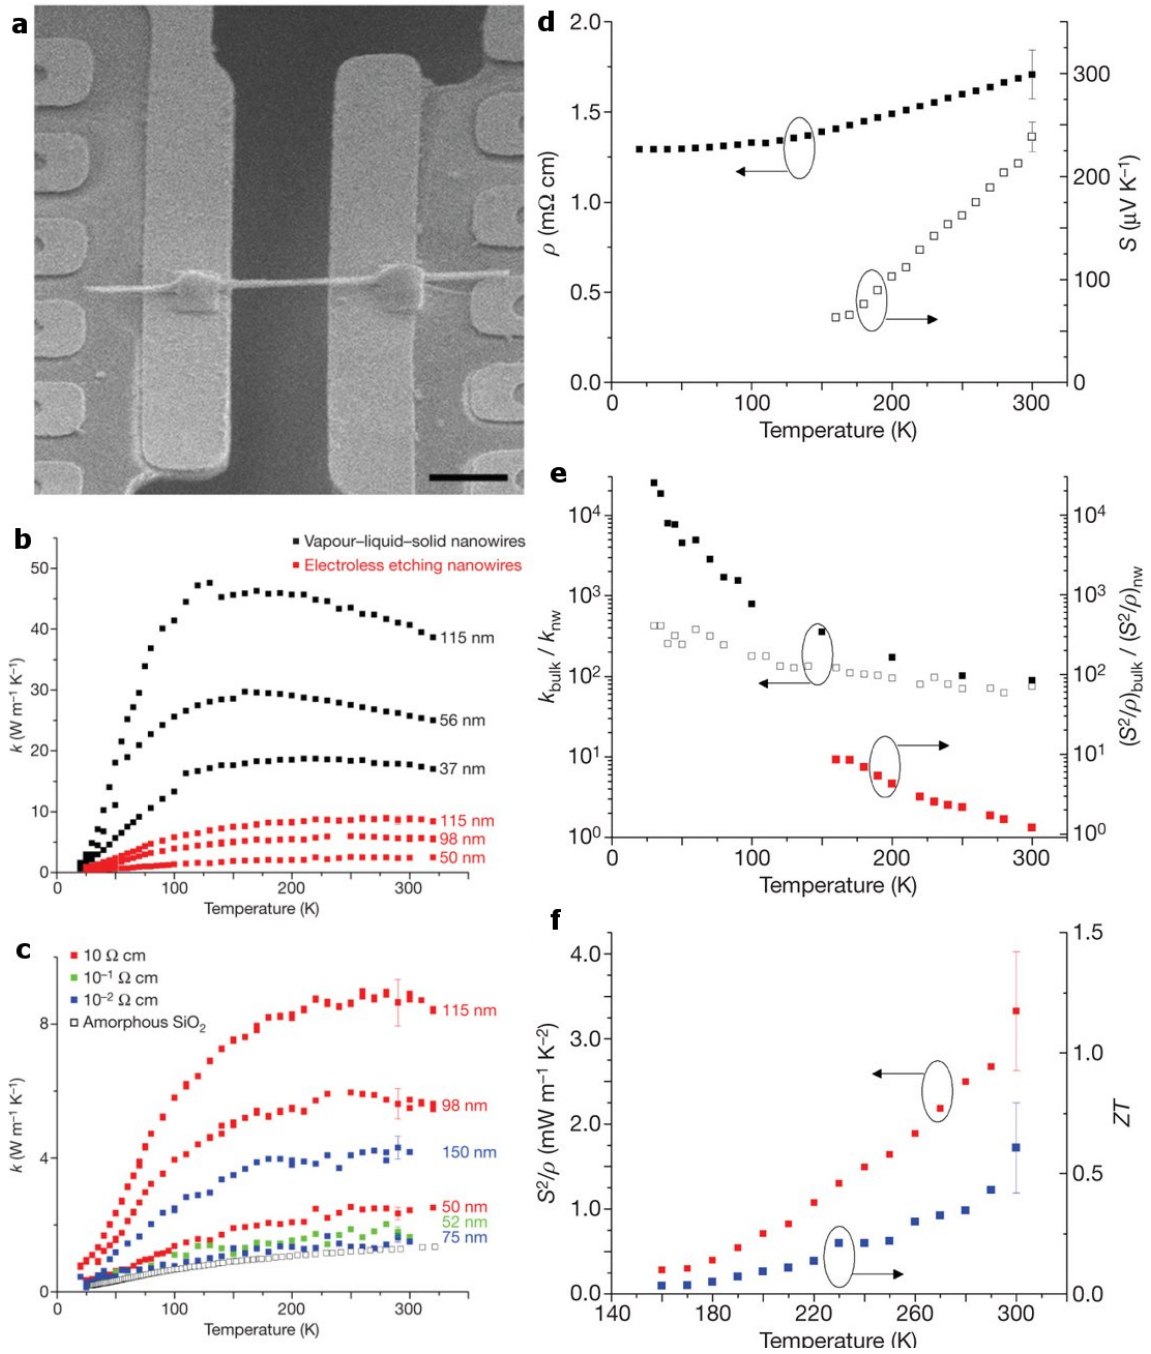 a
b
Vapour–liquid–solid nanowires
Electroless etching nanowires
50
40
30
20
10
0
k (W m⁻¹ K⁻¹)
115 nm
56 nm
37 nm
115 nm
98 nm
50 nm
0
100
200
300
Temperature (K)
c
10 Ω cm
10⁻¹ Ω cm
10⁻² Ω cm
Amorphous SiO₂
8
4
0
k (W m⁻¹ K⁻¹)
115 nm
98 nm
150 nm
50 nm
52 nm
75 nm
0
100
200
300
Temperature (K)
d
2.0
1.5
1.0
0.5
0.0
ρ (mΩ cm)
300
200
100
0
S (μV K⁻¹)
0
100
200
300
Temperature (K)
e
10⁴
10³
10²
10¹
10⁰
k_bulk / k_nw
10⁴
10³
10²
10¹
10⁰
(S²/ρ)_bulk / (S²/ρ)_nw
0
100
200
300
Temperature (K)
f
4.0
3.0
2.0
1.0
0.0
S²/ρ (mW m⁻¹ K⁻²)
1.5
1.0
0.5
0.0
ZT
140
180
220
260
300
Temperature (K)